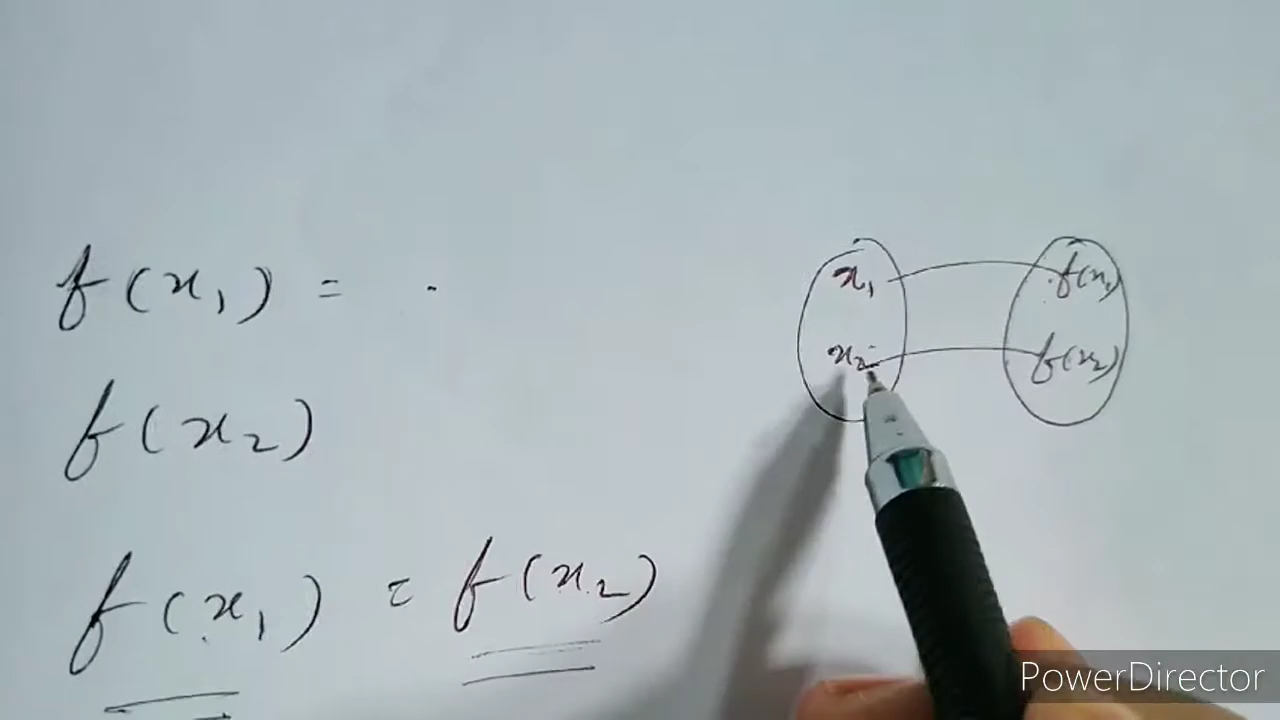 f(x₁) = .
f(x₂)
f(x₁) = f(x₂)
x₁ f(x₁)
x₂ f(x₂)
PowerDirector